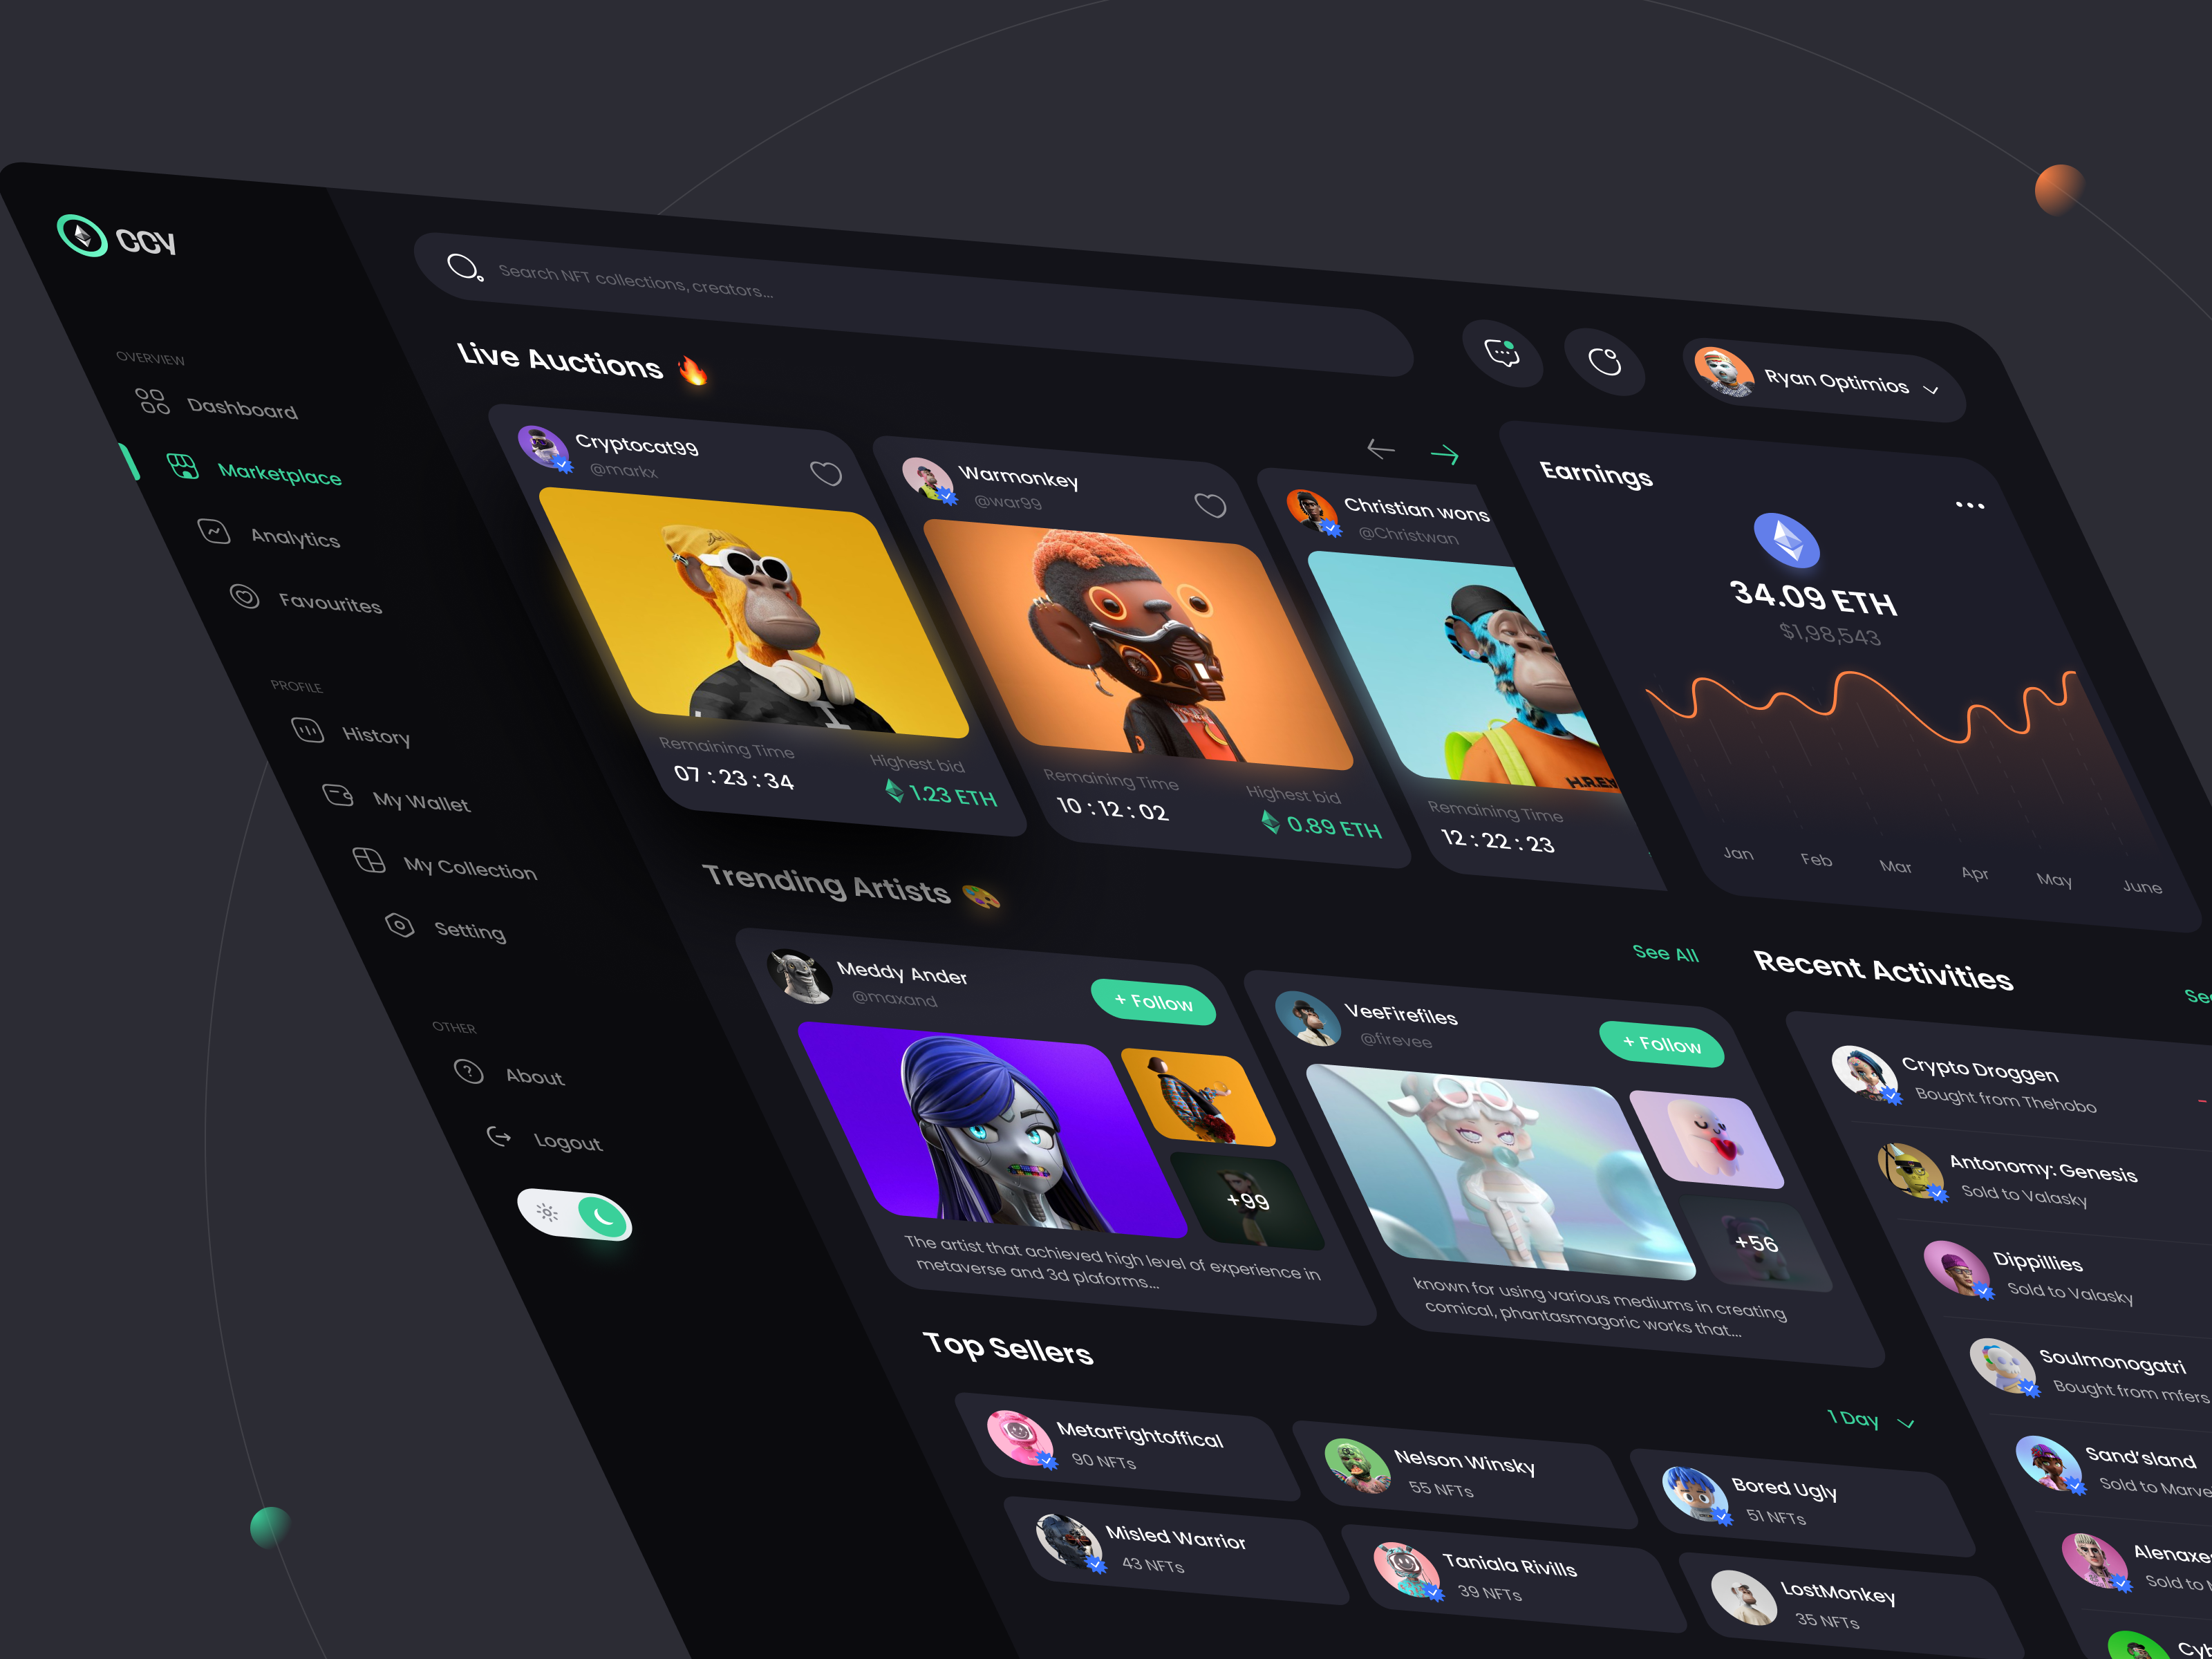 CCY
Search NFT collections, creators...
Ryan Optimios
OVERVIEW
Dashboard
Marketplace
Analytics
Favourites
PROFILE
History
My Wallet
My Collection
Setting
OTHER
About
Logout
Live Auctions
Cryptocat99
@markx
Remaining Time
07 : 23 : 34
Highest bid
1.23 ETH
Warmonkey
@war99
Remaining Time
10 : 12 : 02
Highest bid
0.89 ETH
Christian wons
@Christwan
H.R.E.
Remaining Time
12 : 22 : 23
Earnings
34.09 ETH
$1,98,543
Jan
Feb
Mar
Apr
May
June
Trending Artists
See All
Meddy Ander
@maxand
+ Follow
+99
The artist that achieved high level of experience in
metaverse and 3d plaforms...
VeeFirefiles
@firevee
+ Follow
+56
known for using various mediums in creating
comical, phantasmagoric works that....
Top Sellers
1 Day
MetarFightoffical
90 NFTs
Nelson Winsky
55 NFTs
Bored Ugly
51 NFTs
Misled Warrior
43 NFTs
Taniala Rivills
39 NFTs
LostMonkey
35 NFTs
Recent Activities
See
Crypto Droggen
Bought from Thehobo
-
Antonomy: Genesis
Sold to Valasky
Dippillies
Sold to Valasky
Soulmonogatri
Bought from mfers
Sand'sland
Sold to Marve
Alenaxe
Sold to
Cyb